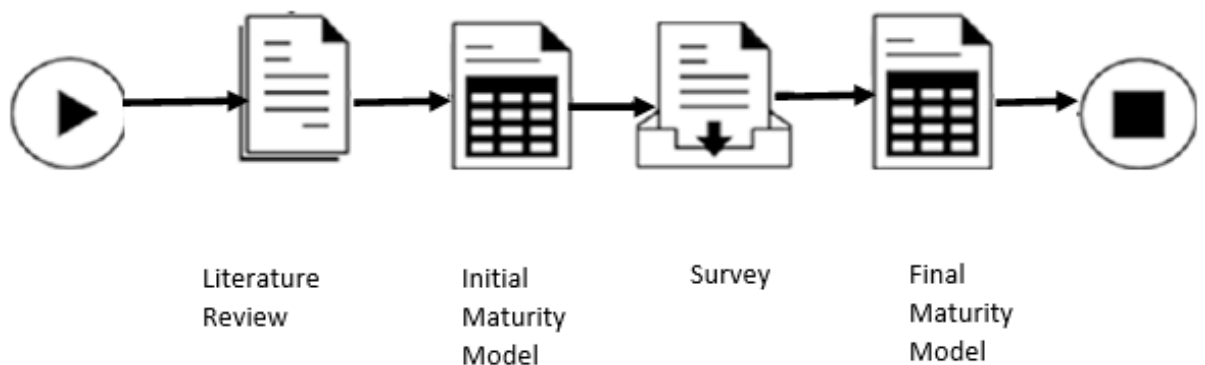 Literature
Review
Initial
Maturity
Model
Survey
Final
Maturity
Model